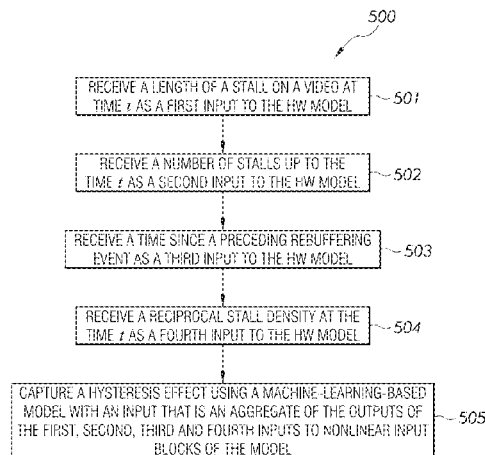 500
RECEIVE A LENGTH OF A STALL ON A VIDEO AT
TIME t AS A FIRST INPUT TO THE HW MODEL
501
RECEIVE A NUMBER OF STALLS UP TO THE
TIME t AS A SECOND INPUT TO THE HW MODEL
502
RECEIVE A TIME SINCE A PRECEDING REBUFFERING
EVENT AS A THIRD INPUT TO THE HW MODEL
503
RECEIVE A RECIPROCAL STALL DENSITY AT THE
TIME t AS A FOURTH INPUT TO THE HW MODEL
504
CAPTURE A HYSTERESIS EFFECT USING A MACHINE-LEARNING-BASED
MODEL WITH AN INPUT THAT IS AN AGGREGATE OF THE OUTPUTS OF
THE FIRST, SECOND, THIRD AND FOURTH INPUTS TO NONLINEAR INPUT
BLOCKS OF THE MODEL
505